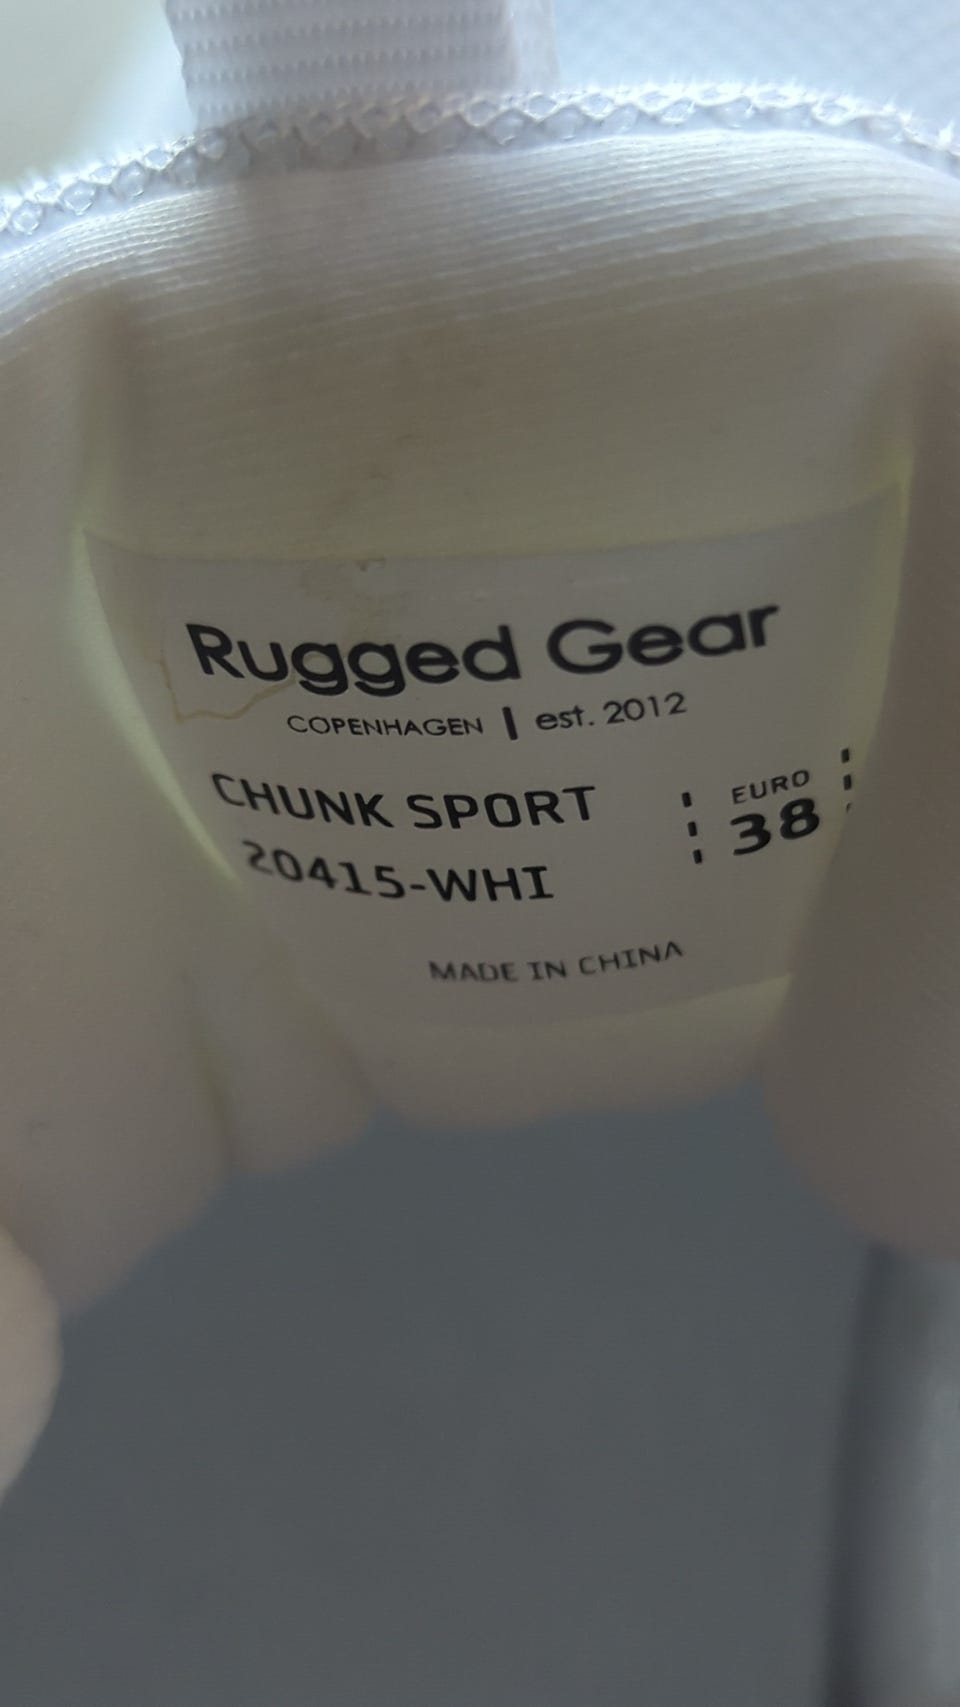 Rugged Gear
COPENHAGEN | est. 2012
CHUNK SPORT
20415-WHI
EURO
38
MADE IN CHINA